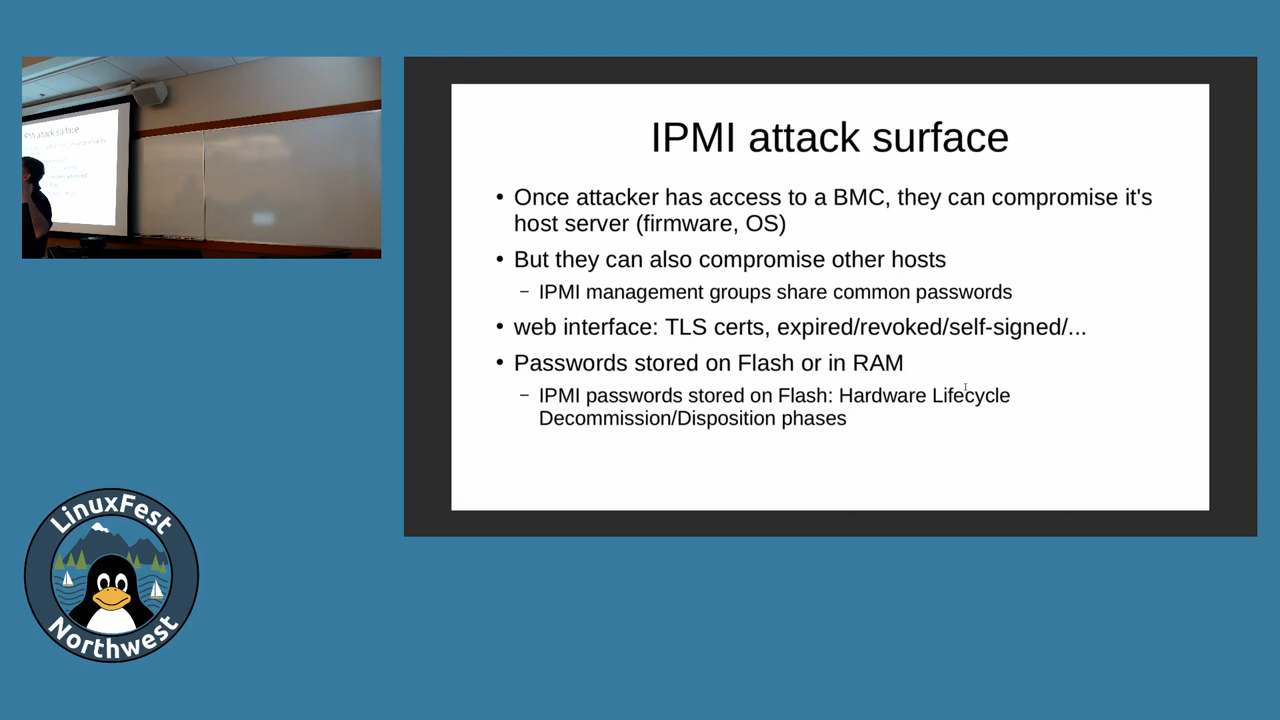 IPMI attack surface
IPMI attack surface
• Once attacker has access to a BMC, they can compromise it's
host server (firmware, OS)
• But they can also compromise other hosts
– IPMI management groups share common passwords
• web interface: TLS certs, expired/revoked/self-signed/...
• Passwords stored on Flash or in RAM
– IPMI passwords stored on Flash: Hardware Lifecycle
Decommission/Disposition phases
LinuxFest
Northwest